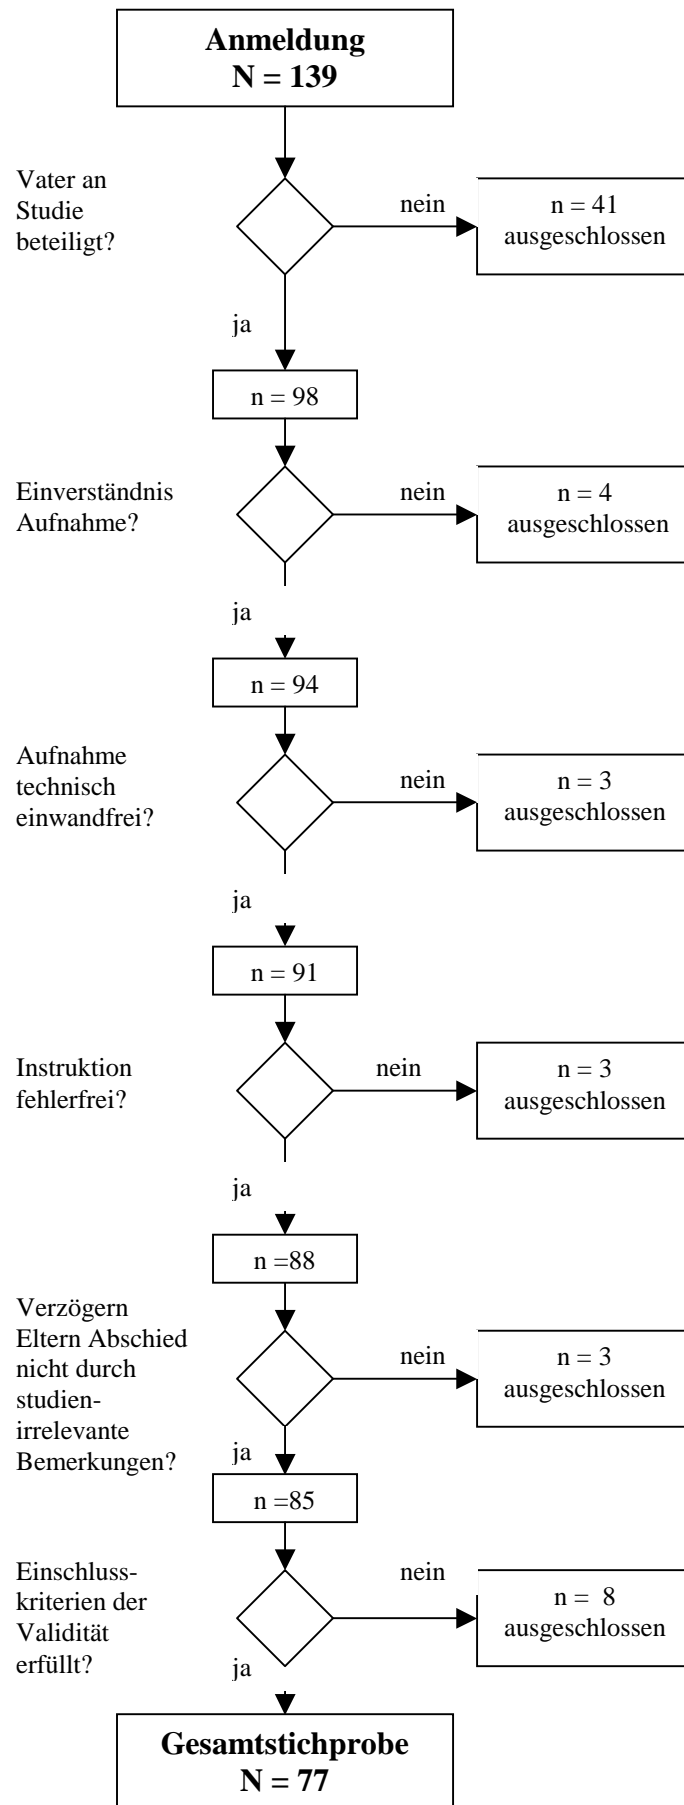 Anmeldung
N = 139
Vater an
Studie
beteiligt?
nein
n = 41
ausgeschlossen
ja
n = 98
Einverständnis
Aufnahme?
nein
n = 4
ausgeschlossen
ja
n = 94
Aufnahme
technisch
einwandfrei?
nein
n = 3
ausgeschlossen
ja
n = 91
Instruktion
fehlerfrei?
nein
n = 3
ausgeschlossen
ja
n =88
Verzögern
Eltern Abschied
nicht durch
studien-
irrelevante
Bemerkungen?
nein
n = 3
ausgeschlossen
ja
n =85
Einschluss-
kriterien der
Validität
erfüllt?
nein
n =  8
ausgeschlossen
ja
Gesamtstichprobe
N = 77